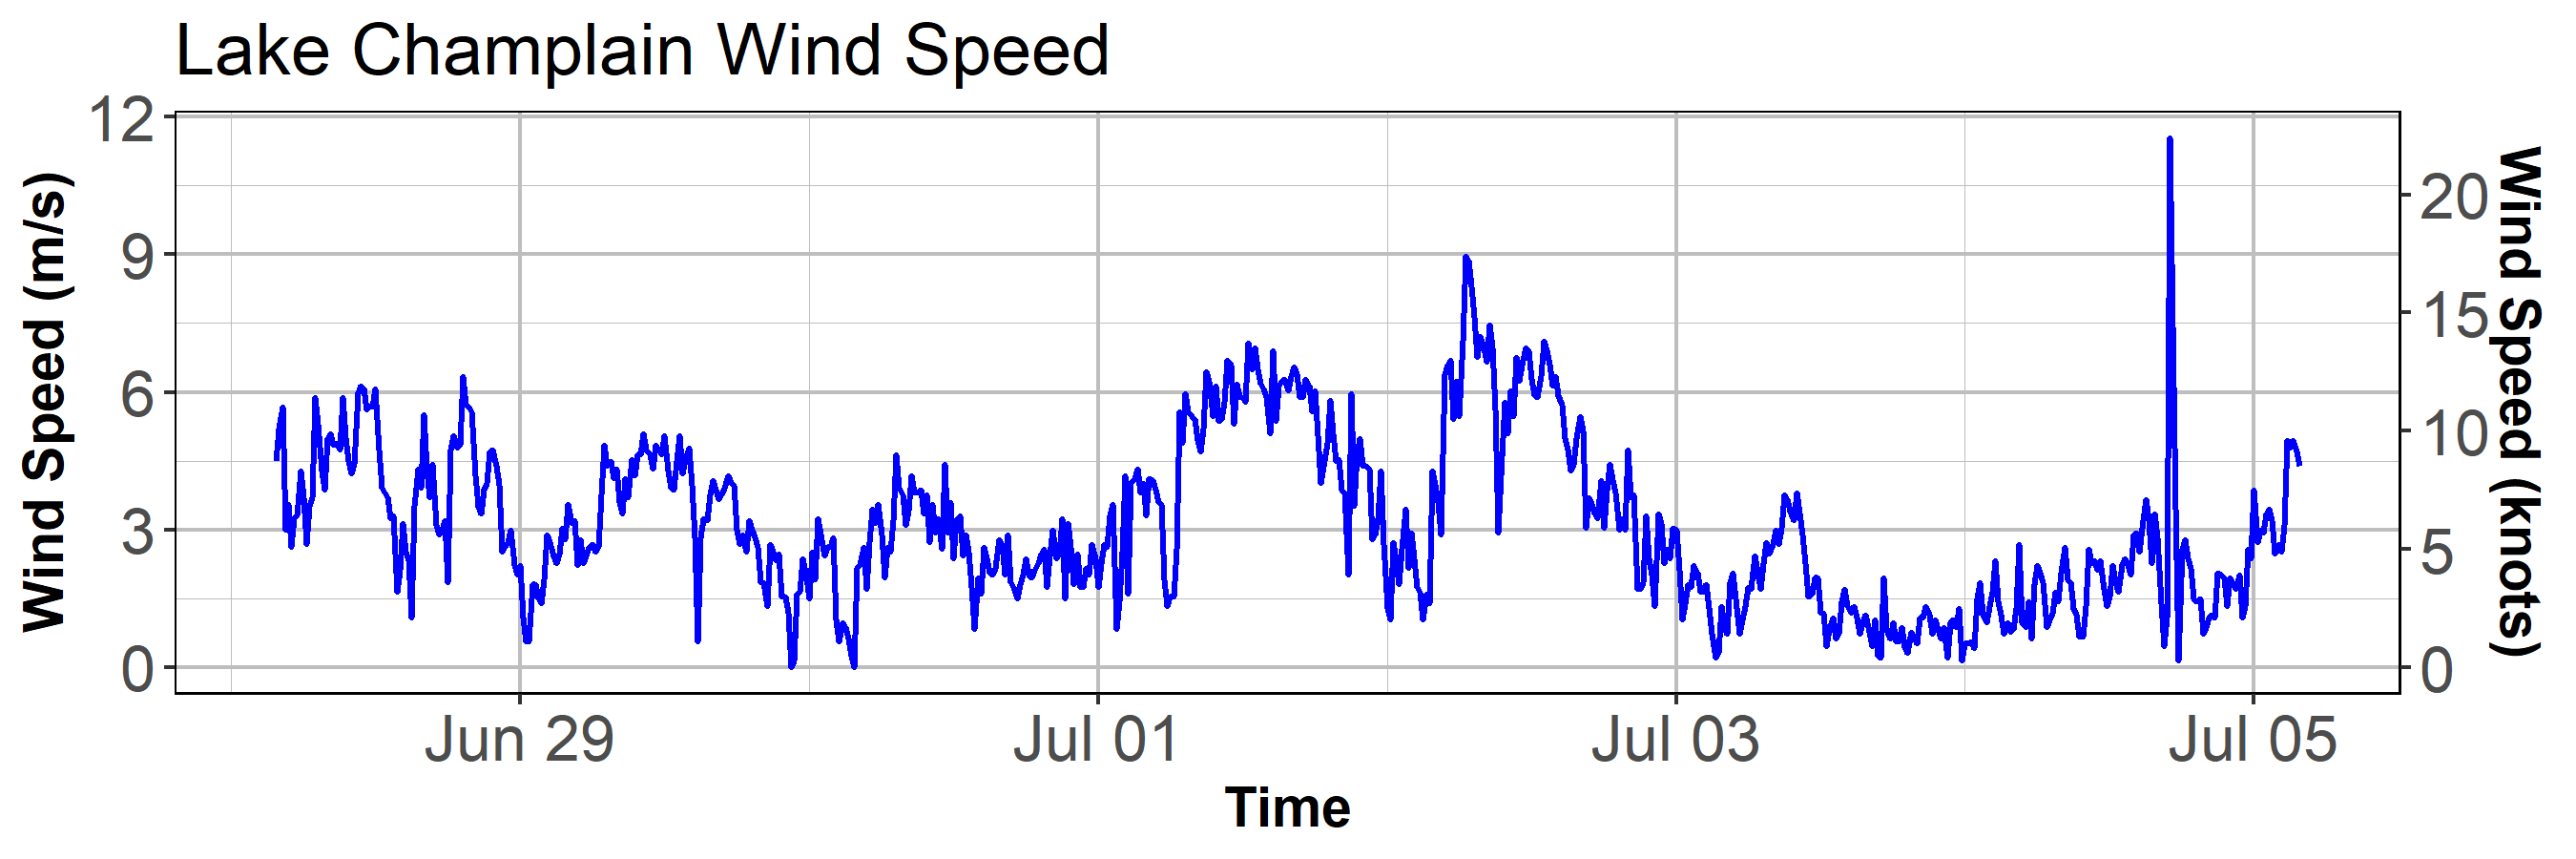 Lake Champlain Wind Speed
12
9
6
3
0
Wind Speed (m/s)
20
15
10
5
0
Wind Speed (knots)
Jun 29
Jul 01
Jul 03
Jul 05
Time